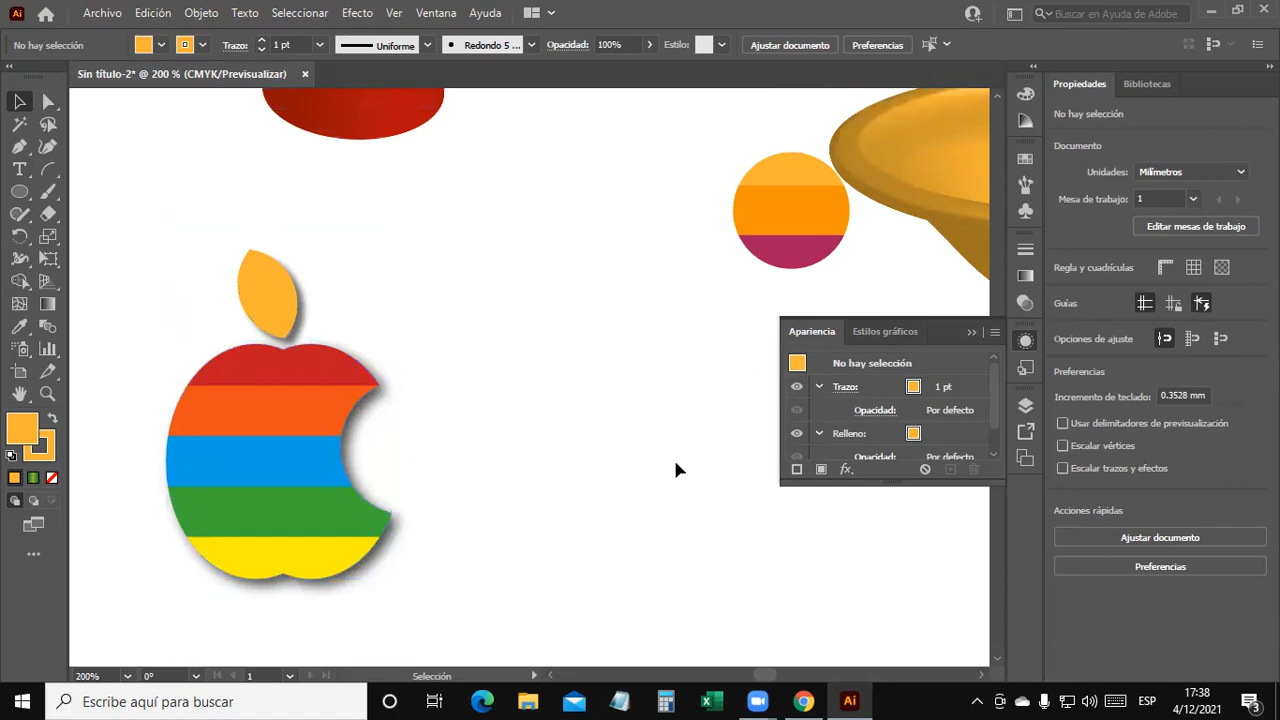 Ai Archivo Edición Objeto Texto Seleccionar Efecto Ver Ventana Ayuda Buscar en Ayuda de Adobe
No hay selección Trazo: 1 pt Uniforme Redondo 5 ... Opacidad: 100% Estilo: Ajustar documento Preferencias
Sin título-2* @ 200 % (CMYK/Previsualizar)
Propiedades Bibliotecas
No hay selección
Documento
Unidades: Milímetros
Mesa de trabajo: 1
Editar mesas de trabajo
Regla y cuadrículas
Guías
Opciones de ajuste
Preferencias
Incremento de teclado: 0.3528 mm
Usar delimitadores de previsualización
Escalar vértices
Escalar trazos y efectos
Acciones rápidas
Ajustar documento
Preferencias
Apariencia Estilos gráficos
No hay selección
Trazo: 1 pt
Opacidad: Por defecto
Relleno:
Opacidad: Por defecto
fx.
200% 0° 1 Selección
Escribe aquí para buscar
Ai
ESP
17:38
4/12/2021
3